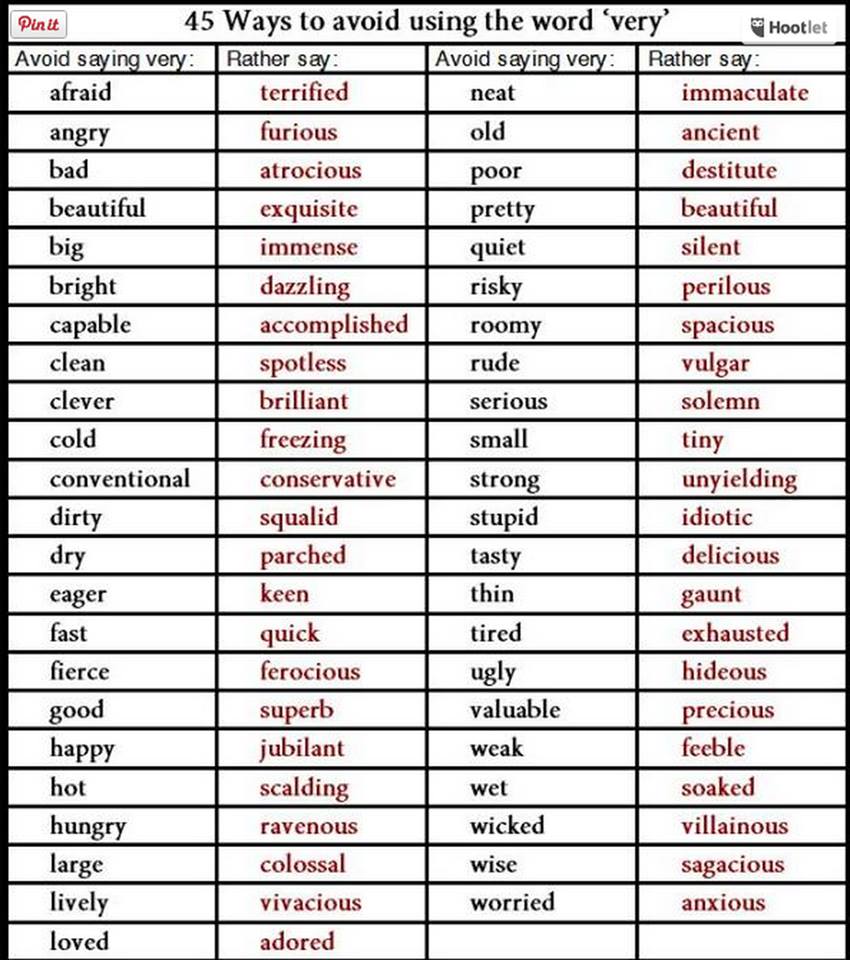 Pin it
45 Ways to avoid using the word ‘very’
Hootlet
Avoid saying very: Rather say: Avoid saying very: Rather say:
afraid terrified neat immaculate
angry furious old ancient
bad atrocious poor destitute
beautiful exquisite pretty beautiful
big immense quiet silent
bright dazzling risky perilous
capable accomplished roomy spacious
clean spotless rude vulgar
clever brilliant serious solemn
cold freezing small tiny
conventional conservative strong unyielding
dirty squalid stupid idiotic
dry parched tasty delicious
eager keen thin gaunt
fast quick tired exhausted
fierce ferocious ugly hideous
good superb valuable precious
happy jubilant weak feeble
hot scalding wet soaked
hungry ravenous wicked villainous
large colossal wise sagacious
lively vivacious worried anxious
loved adored